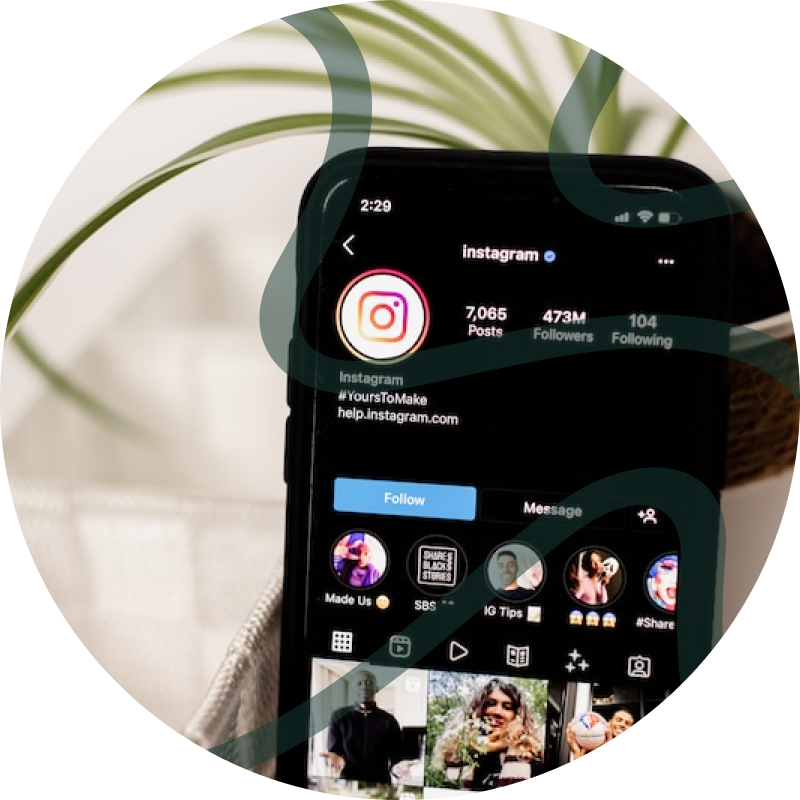 2:29
instagram
7,065 473M 104
Posts Followers Following
Instagram
#YoursToMake
help.instagram.com
Follow Message
SHARE BLACK STORIES
Made Us SBS IG Tips #Share